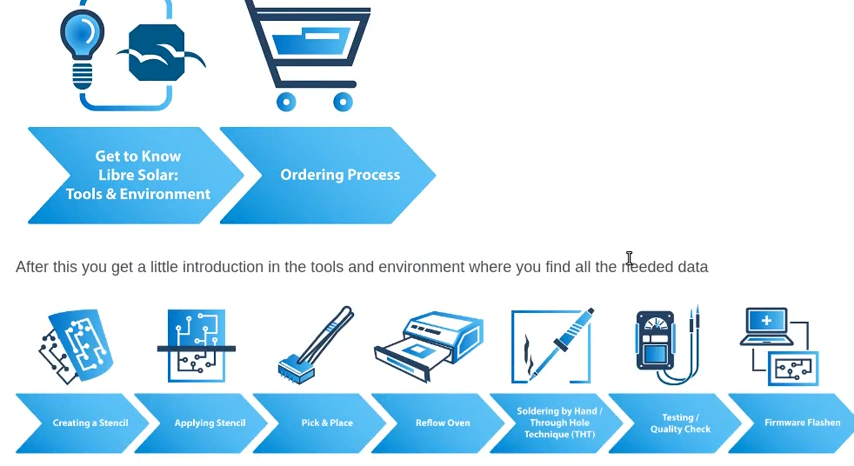 Get to Know
Libre Solar:
Tools & Environment
Ordering Process
After this you get a little introduction in the tools and environment where you find all the needed data
Creating a Stencil
Applying Stencil
Pick & Place
Reflow Oven
Soldering by Hand /
Through Hole
Technique (THT)
Testing /
Quality Check
Firmware Flashen